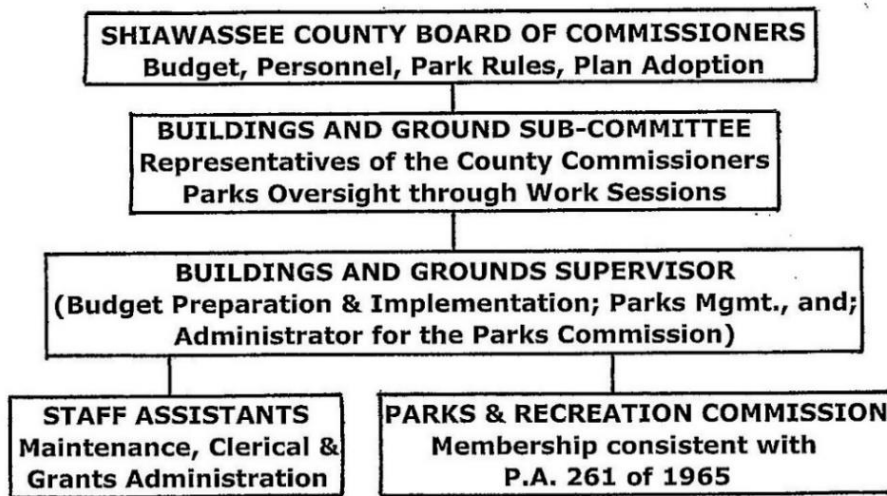 SHIAWASSEE COUNTY BOARD OF COMMISSIONERS
Budget, Personnel, Park Rules, Plan Adoption
BUILDINGS AND GROUND SUB-COMMITTEE
Representatives of the County Commissioners
Parks Oversight through Work Sessions
BUILDINGS AND GROUNDS SUPERVISOR
(Budget Preparation & Implementation; Parks Mgmt., and;
Administrator for the Parks Commission)
STAFF ASSISTANTS
Maintenance, Clerical &
Grants Administration
PARKS & RECREATION COMMISSION
Membership consistent with
P.A. 261 of 1965